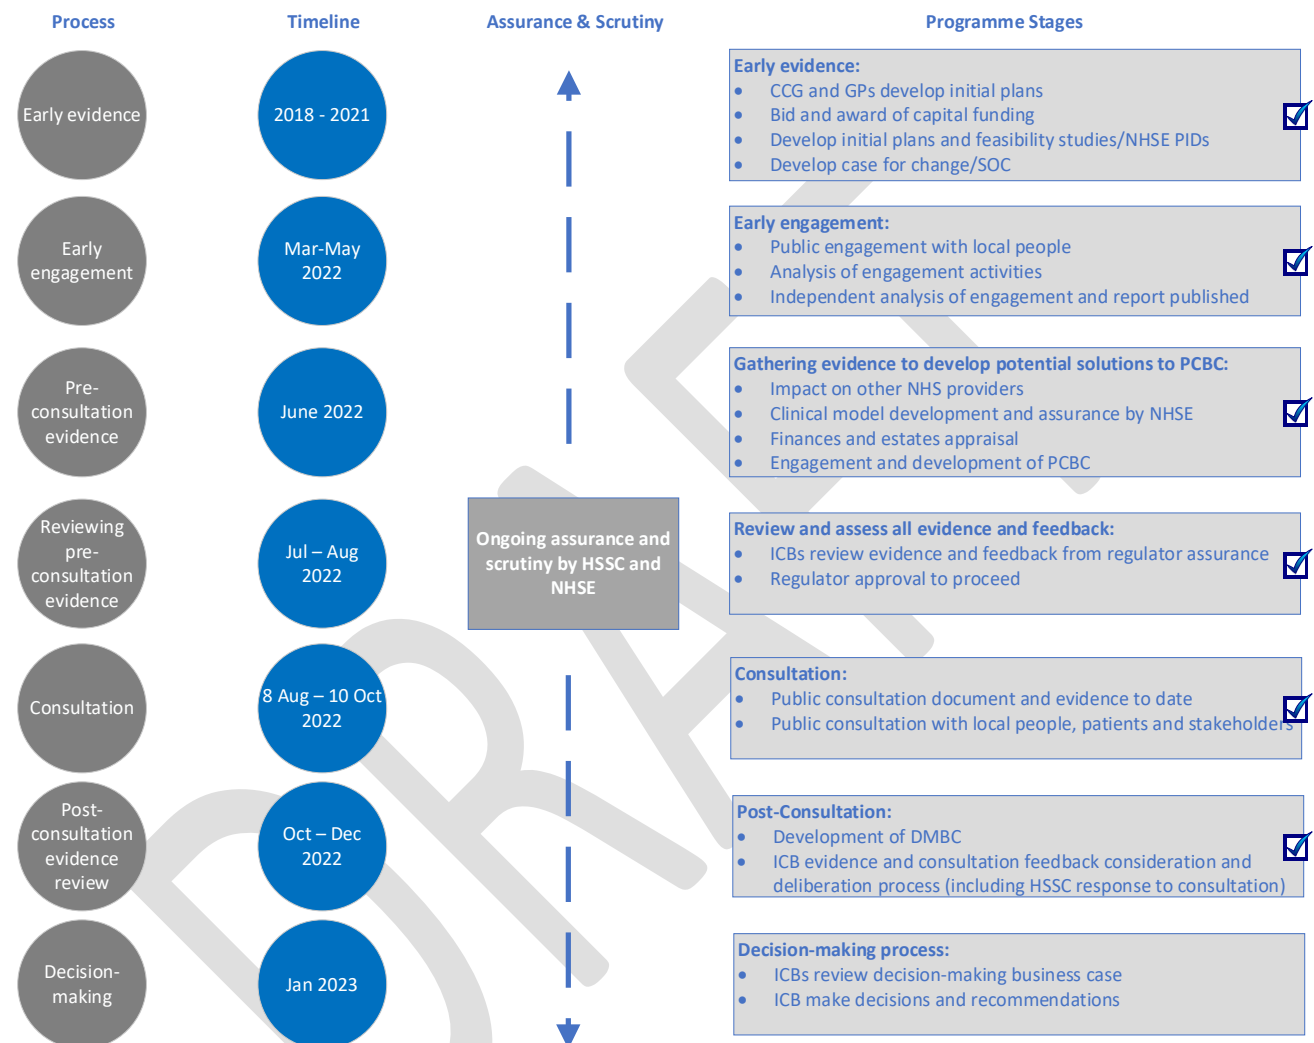 Process
Timeline
Assurance & Scrutiny
Programme Stages
Early evidence
2018 - 2021
Early evidence:
• CCG and GPs develop initial plans
• Bid and award of capital funding
• Develop initial plans and feasibility studies/NHSE PIDs
• Develop case for change/SOC
Early
engagement
Mar-May
2022
Early engagement:
• Public engagement with local people
• Analysis of engagement activities
• Independent analysis of engagement and report published
Pre-
consultation
evidence
June 2022
Gathering evidence to develop potential solutions to PCBC:
• Impact on other NHS providers
• Clinical model development and assurance by NHSE
• Finances and estates appraisal
• Engagement and development of PCBC
Reviewing
pre-
consultation
evidence
Jul – Aug
2022
Ongoing assurance and
scrutiny by HSSC and
NHSE
Review and assess all evidence and feedback:
• ICBs review evidence and feedback from regulator assurance
• Regulator approval to proceed
Consultation
8 Aug – 10 Oct
2022
Consultation:
• Public consultation document and evidence to date
• Public consultation with local people, patients and stakeholders
Post-
consultation
evidence
review
Oct – Dec
2022
Post-Consultation:
• Development of DMBC
• ICB evidence and consultation feedback consideration and
deliberation process (including HSSC response to consultation)
Decision-
making
Jan 2023
Decision-making process:
• ICBs review decision-making business case
• ICB make decisions and recommendations
DRAFT